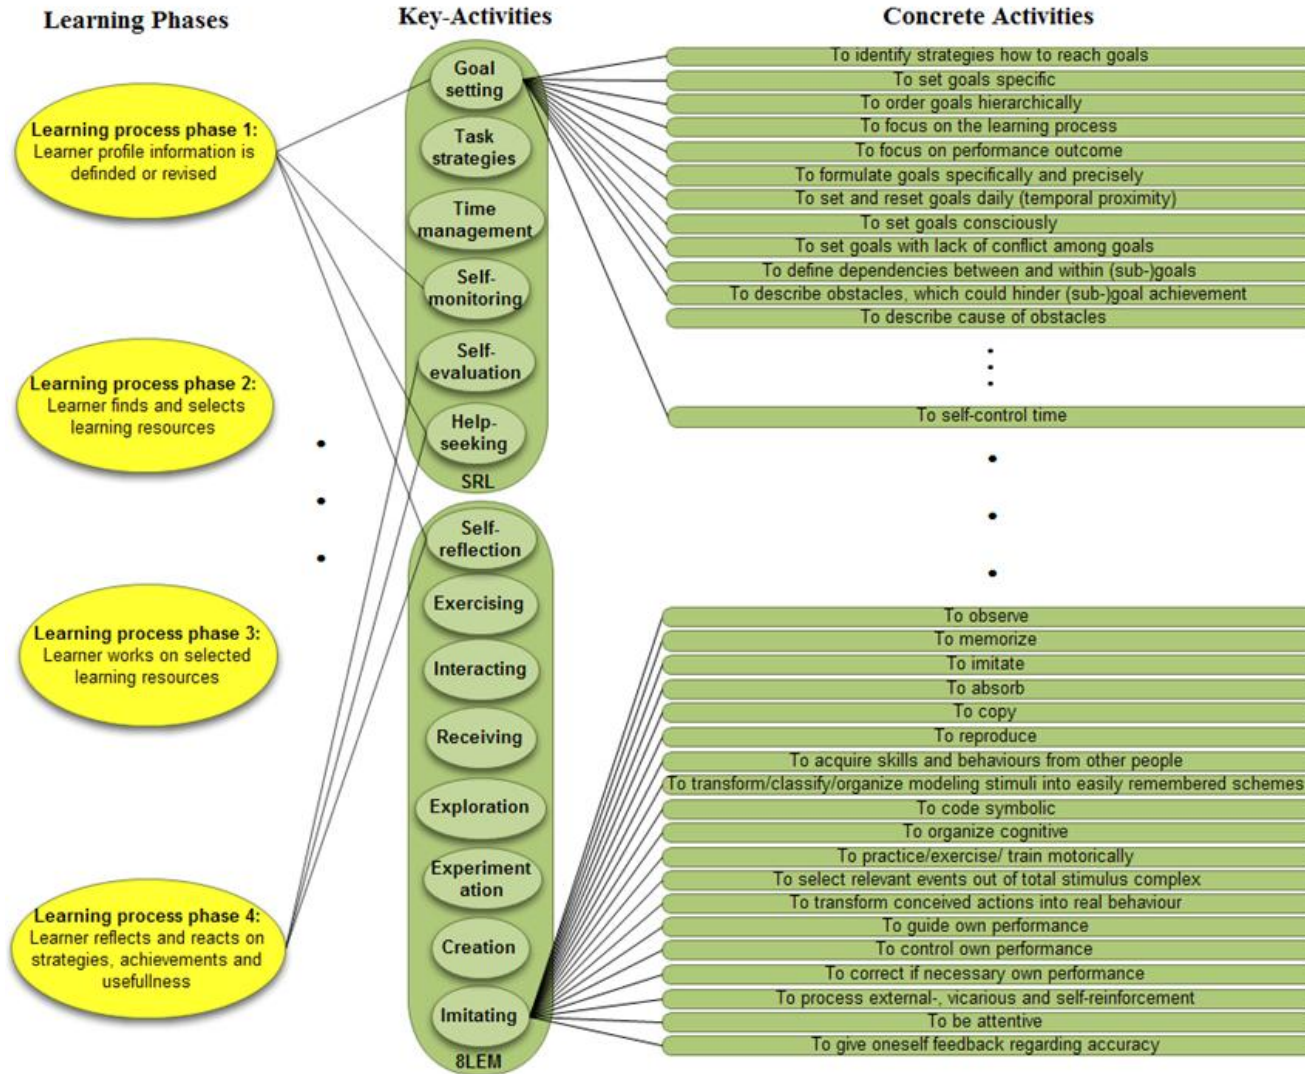 Learning Phases
Key-Activities
Concrete Activities
Learning process phase 1:
Learner profile information is
definded or revised
Learning process phase 2:
Learner finds and selects
learning resources
Learning process phase 3:
Learner works on selected
learning resources
Learning process phase 4:
Learner reflects and reacts on
strategies, achievements and
usefullness
Goal
setting
Task
strategies
Time
management
Self-
monitoring
Self-
evaluation
Help-
seeking
SRL
Self-
reflection
Exercising
Interacting
Receiving
Exploration
Experiment
ation
Creation
Imitating
8LEM
To identify strategies how to reach goals
To set goals specific
To order goals hierarchically
To focus on the learning process
To focus on performance outcome
To formulate goals specifically and precisely
To set and reset goals daily (temporal proximity)
To set goals consciously
To set goals with lack of conflict among goals
To define dependencies between and within (sub-)goals
To describe obstacles, which could hinder (sub-)goal achievement
To describe cause of obstacles
To self-control time
To observe
To memorize
To imitate
To absorb
To copy
To reproduce
To acquire skills and behaviours from other people
To transform/classify/organize modeling stimuli into easily remembered schemes
To code symbolic
To organize cognitive
To practice/exercise/ train motorically
To select relevant events out of total stimulus complex
To transform conceived actions into real behaviour
To guide own performance
To control own performance
To correct if necessary own performance
To process external-, vicarious and self-reinforcement
To be attentive
To give oneself feedback regarding accuracy